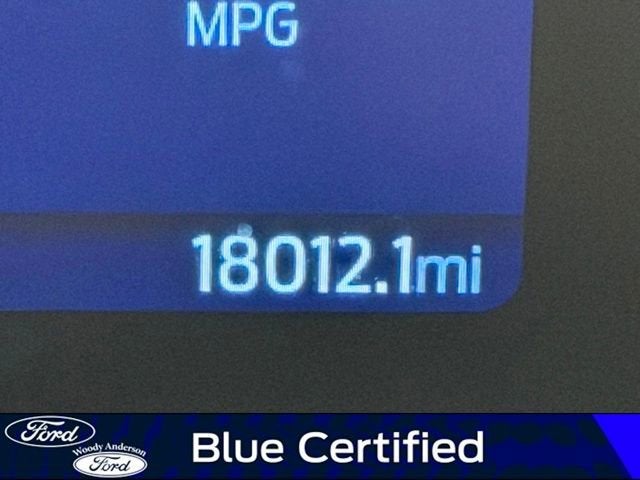 MPG
18012.1mi
Ford
Woody Anderson
Ford
Blue Certified